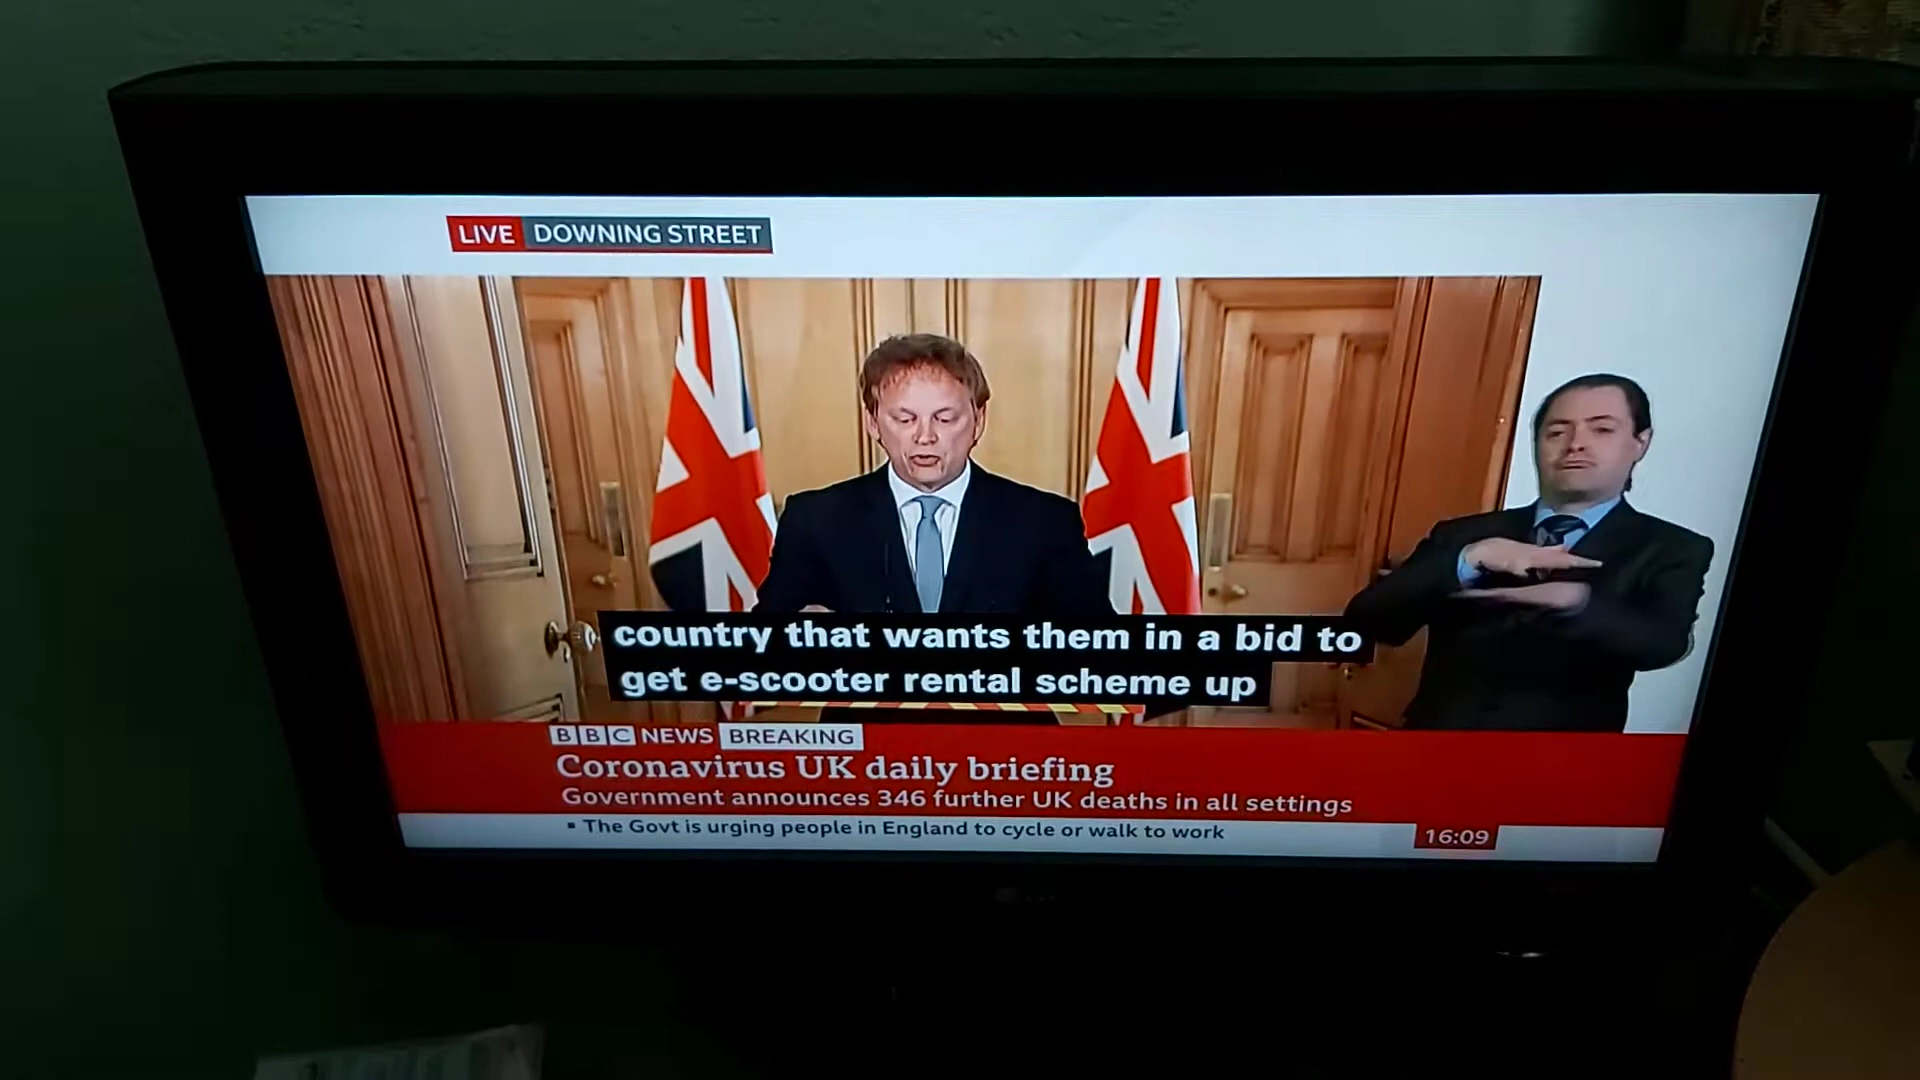 LIVE DOWNING STREET
country that wants them in a bid to
get e-scooter rental scheme up
BBC NEWS BREAKING
Coronavirus UK daily briefing
Government announces 346 further UK deaths in all settings
▪ The Govt is urging people in England to cycle or walk to work
16:09